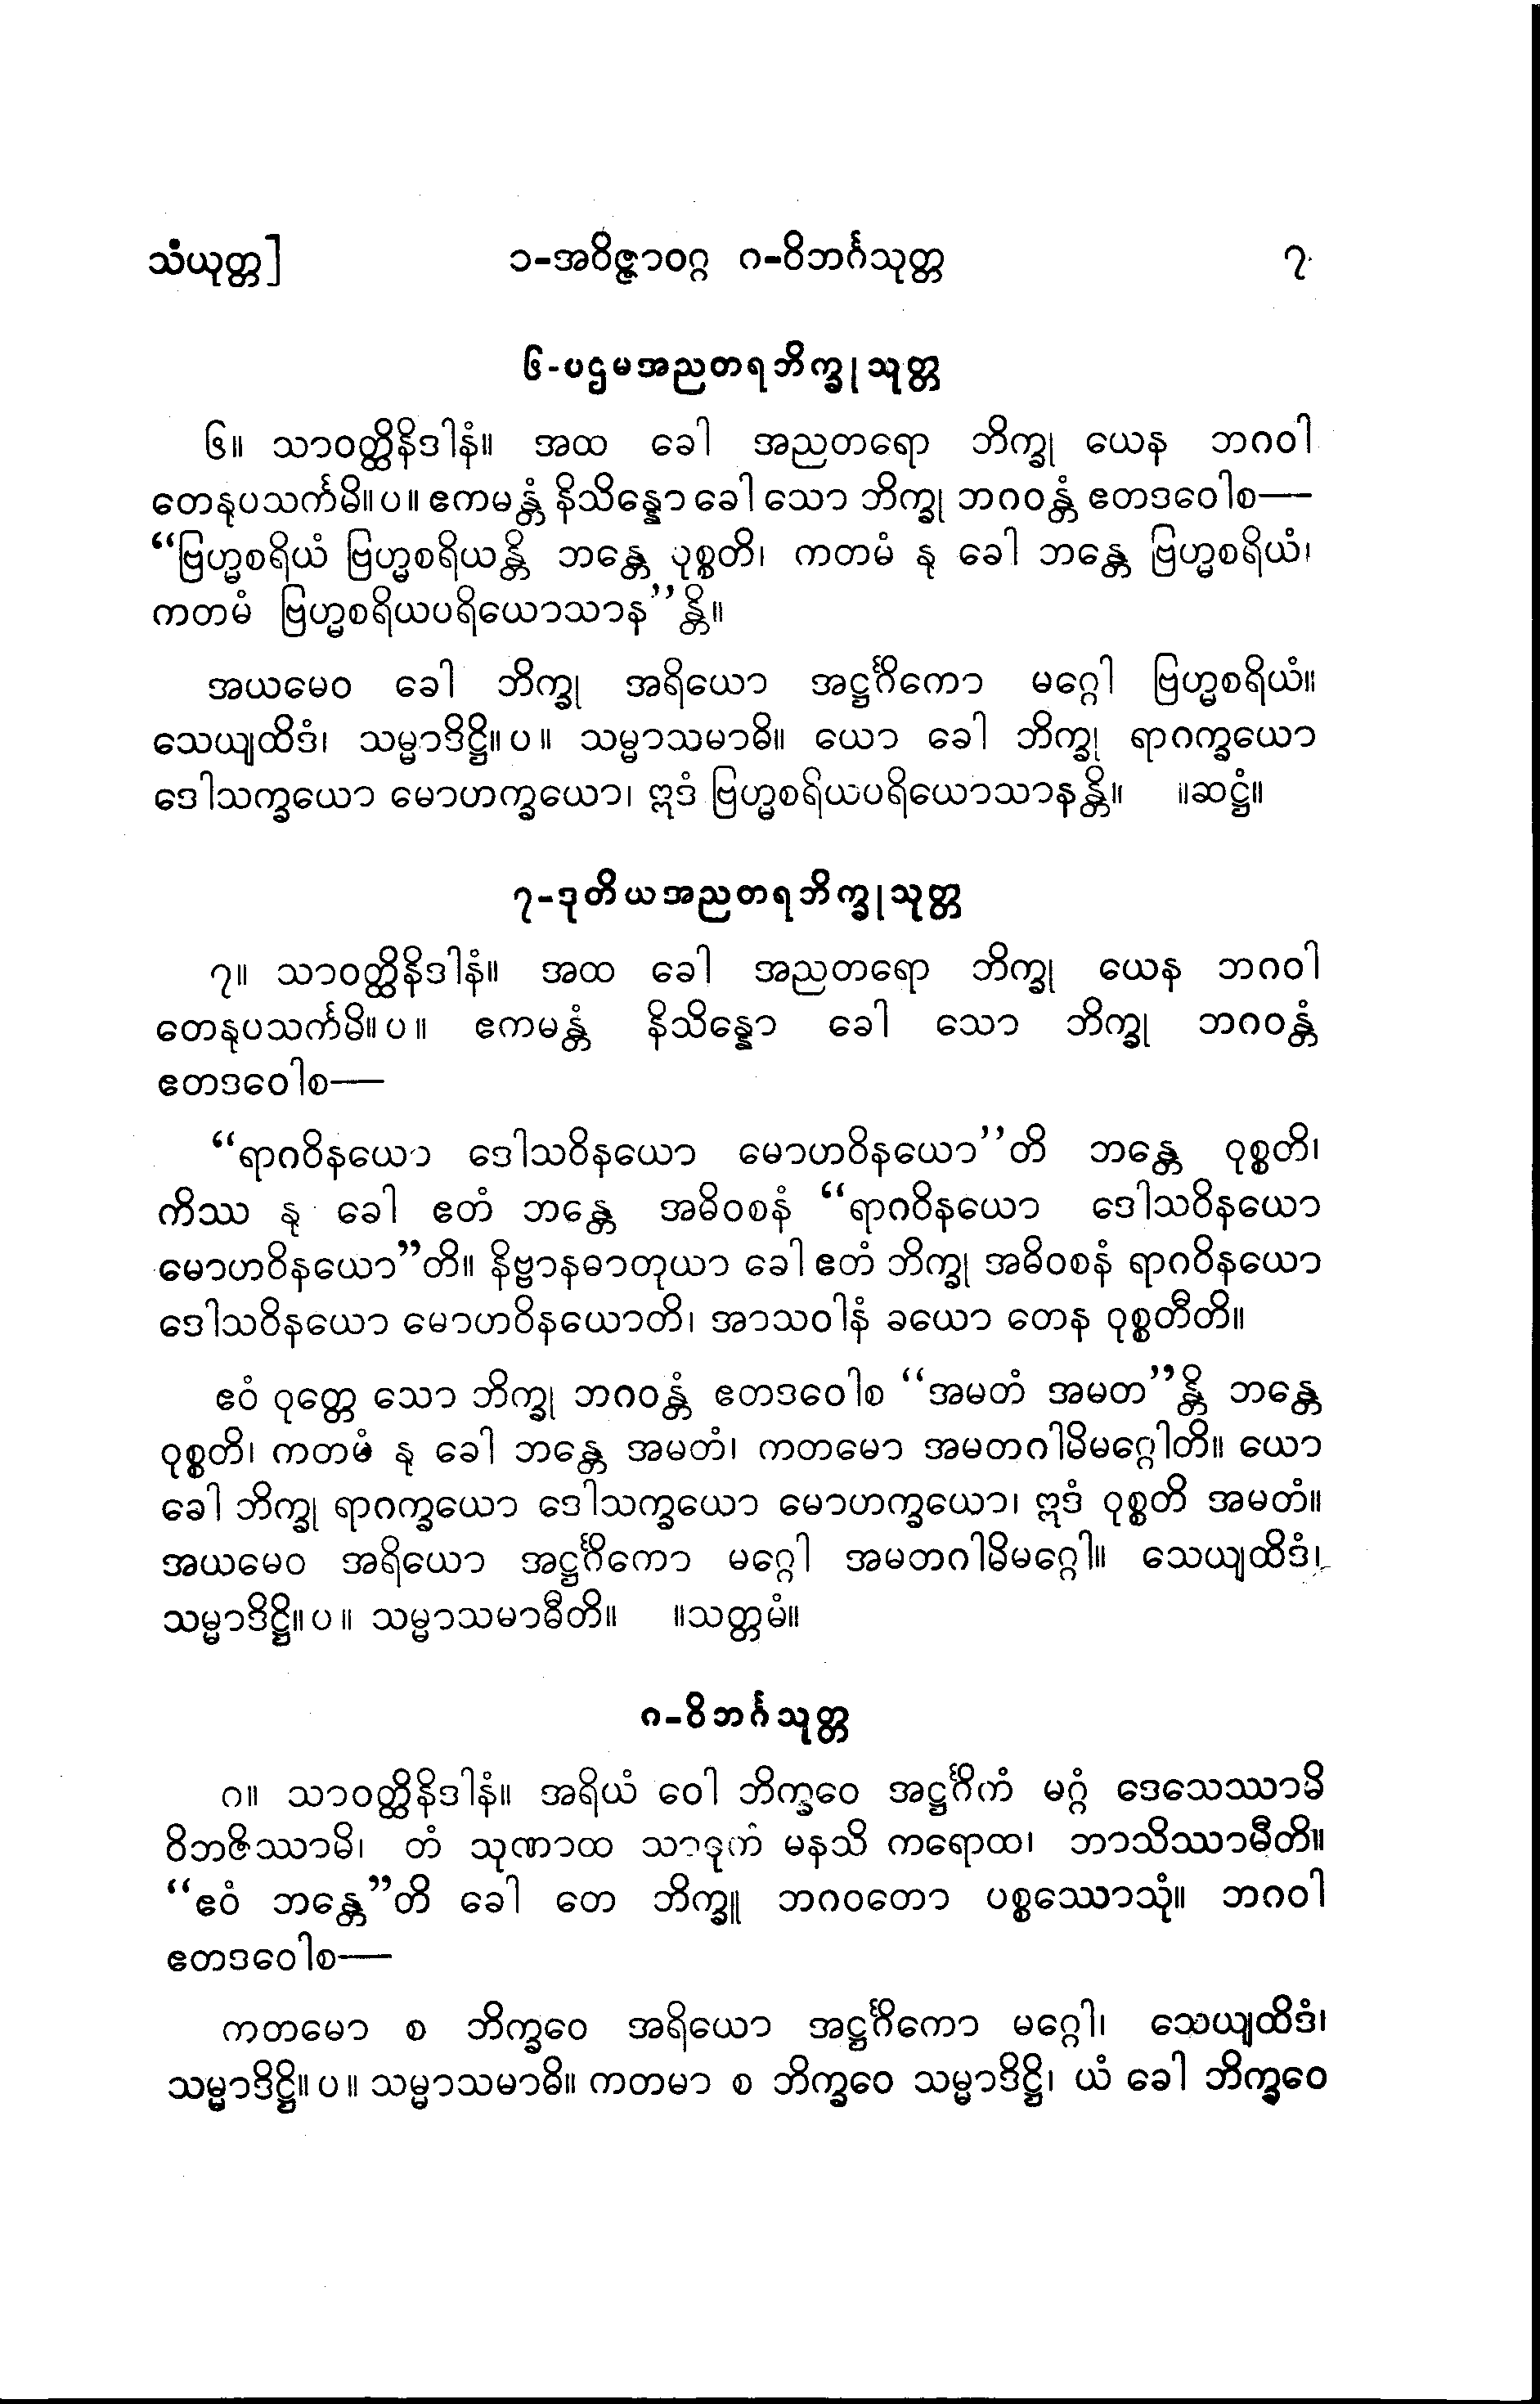 သံယုတ္တ] ၁-အဝိဇ္ဇာဝဂ္ဂ ဂ-ဝိဘင်္ဂသုတ္တ ၇
၆-ပဌမအညတရဘိက္ခုသုတ္တ
၆။ သာဝတ္ထိနိဒါနံ။ အထ ခေါ အညတရော ဘိက္ခု ယေန ဘဂဝါ
တေနုပသင်္ကမိ။ပ။ ဧကမန္တံ နိသိန္နော ခေါ သော ဘိက္ခု ဘဂဝန္တံ ဧတဒဝေါစ—
“ဗြဟ္မစရိယံ ဗြဟ္မစရိယန္တိ ဘန္တေ ဝုစ္စတိ၊ ကတမံ နု ခေါ ဘန္တေ ဗြဟ္မစရိယံ၊
ကတမံ ဗြဟ္မစရိယပရိယောသာန”န္တိ။
အယမေဝ ခေါ ဘိက္ခု အရိယော အဋ္ဌင်္ဂိကော မဂ္ဂေါ ဗြဟ္မစရိယံ။
သေယျထိဒံ၊ သမ္မာဒိဋ္ဌိ။ပ။ သမ္မာသမာဓိ။ ယော ခေါ ဘိက္ခု ရာဂက္ခယော
ဒေါသက္ခယော မောဟက္ခယော၊ ဣဒံ ဗြဟ္မစရိယပရိယောသာနန္တိ။ ။ဆဋ္ဌံ။
၇-ဒုတိယအညတရဘိက္ခုသုတ္တ
၇။ သာဝတ္ထိနိဒါနံ။ အထ ခေါ အညတရော ဘိက္ခု ယေန ဘဂဝါ
တေနုပသင်္ကမိ။ပ။ ဧကမန္တံ နိသိန္နော ခေါ သော ဘိက္ခု ဘဂဝန္တံ
ဧတဒဝေါစ—
“ရာဂဝိနယော ဒေါသဝိနယော မောဟဝိနယော”တိ ဘန္တေ ဝုစ္စတိ၊
ကိဿ နု ခေါ ဧတံ ဘန္တေ အဓိဝစနံ “ရာဂဝိနယော ဒေါသဝိနယော
မောဟဝိနယော”တိ။ နိဗ္ဗာနဓာတုယာ ခေါ ဧတံ ဘိက္ခု အဓိဝစနံ ရာဂဝိနယော
ဒေါသဝိနယော မောဟဝိနယောတိ၊ အာသဝါနံ ခယော တေန ဝုစ္စတီတိ။
ဧဝံ ဝုတ္တေ သော ဘိက္ခု ဘဂဝန္တံ ဧတဒဝေါစ “အမတံ အမတ”န္တိ ဘန္တေ
ဝုစ္စတိ၊ ကတမံ နု ခေါ ဘန္တေ အမတံ၊ ကတမော အမတဂါမိမဂ္ဂေါတိ။ ယော
ခေါ ဘိက္ခု ရာဂက္ခယော ဒေါသက္ခယော မောဟက္ခယော၊ ဣဒံ ဝုစ္စတိ အမတံ။
အယမေဝ အရိယော အဋ္ဌင်္ဂိကော မဂ္ဂေါ အမတဂါမိမဂ္ဂေါ။ သေယျထိဒံ၊
သမ္မာဒိဋ္ဌိ။ပ။ သမ္မာသမာဓီတိ။ ။သတ္တမံ။
ဂ-ဝိဘင်္ဂသုတ္တ
ဂ။ သာဝတ္ထိနိဒါနံ။ အရိယံ ဝေါ ဘိက္ခဝေ အဋ္ဌင်္ဂိကံ မဂ္ဂံ ဒေသေဿာမိ
ဝိဘဇိဿာမိ၊ တံ သုဏာထ သာဓုကံ မနသိ ကရောထ၊ ဘာသိဿာမီတိ။
“ဧဝံ ဘန္တေ”တိ ခေါ တေ ဘိက္ခူ ဘဂဝတော ပစ္စဿောသုံ။ ဘဂဝါ
ဧတဒဝေါစ—
ကတမော စ ဘိက္ခဝေ အရိယော အဋ္ဌင်္ဂိကော မဂ္ဂေါ၊ သေယျထိဒံ၊
သမ္မာဒိဋ္ဌိ။ပ။ သမ္မာသမာဓိ။ ကတမာ စ ဘိက္ခဝေ သမ္မာဒိဋ္ဌိ၊ ယံ ခေါ ဘိက္ခဝေ